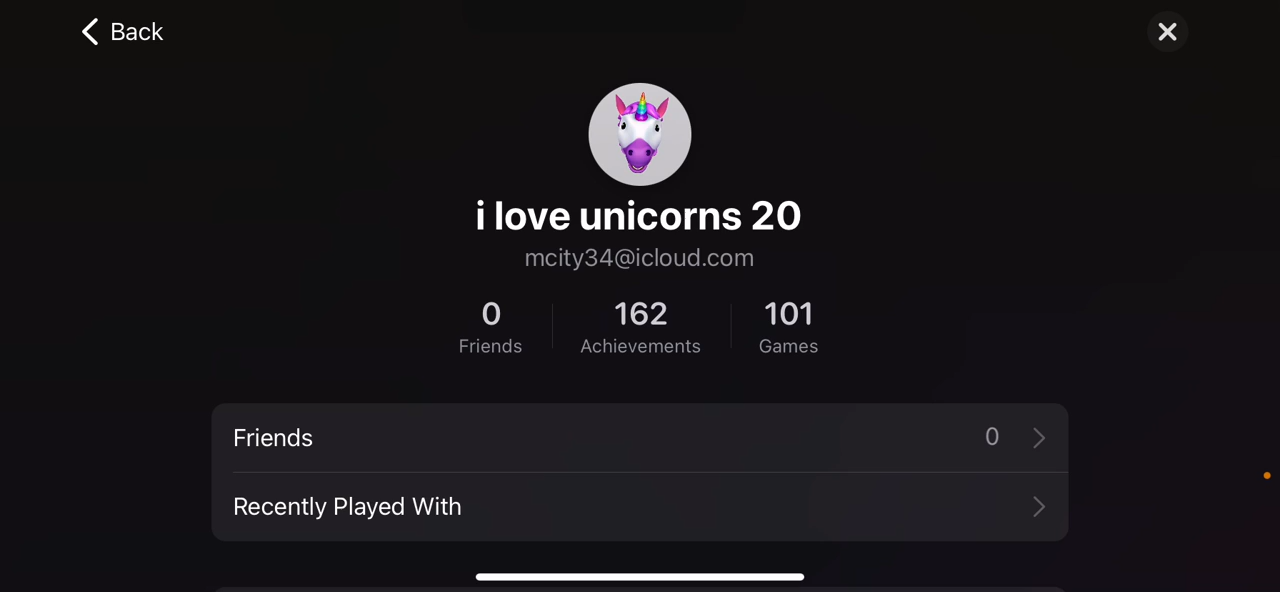 Back
i love unicorns 20
mcity34@icloud.com
0 162 101
Friends Achievements Games
Friends 0
Recently Played With